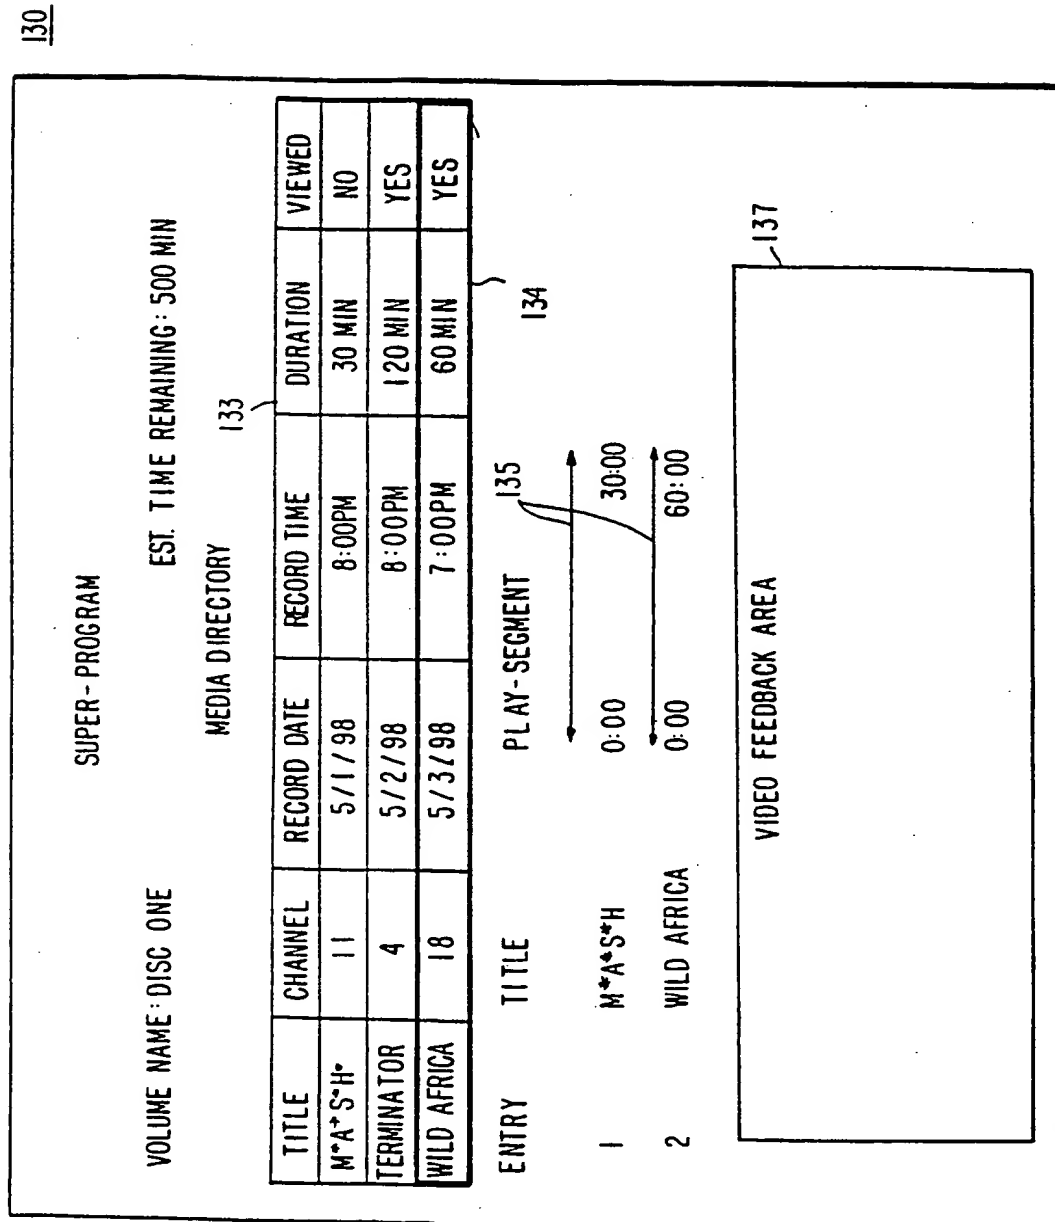 130
SUPER-PROGRAM
VOLUME NAME: DISC ONE EST. TIME REMAINING: 500 MIN
MEDIA DIRECTORY
133
TITLE CHANNEL RECORD DATE RECORD TIME DURATION VIEWED
M*A*S*H* 11 5/1/98 8:00PM 30 MIN NO
TERMINATOR 4 5/2/98 8:00PM 120 MIN YES
WILD AFRICA 18 5/3/98 7:00PM 60 MIN YES
134
ENTRY TITLE PLAY-SEGMENT 135
1 M*A*S*H 0:00 30:00
2 WILD AFRICA 0:00 60:00
137
VIDEO FEEDBACK AREA